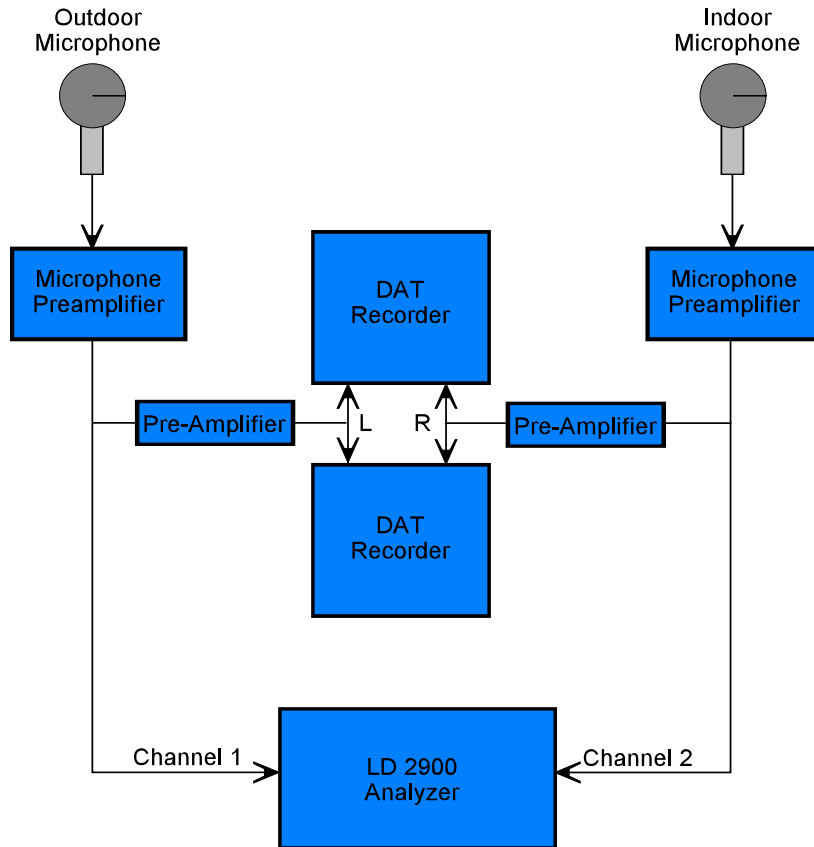 Outdoor
Microphone
Indoor
Microphone
Microphone
Preamplifier
DAT
Recorder
Microphone
Preamplifier
Pre-Amplifier
L
R
Pre-Amplifier
DAT
Recorder
Channel 1
LD 2900
Analyzer
Channel 2